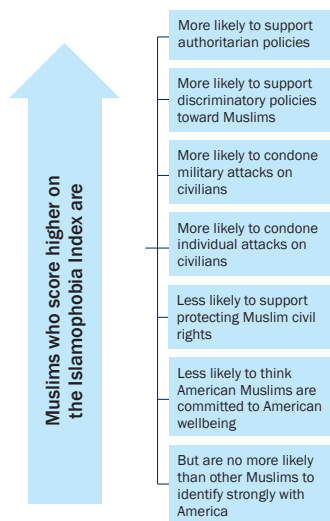 Muslims who score higher on
the Islamophobia Index are
More likely to support
authoritarian policies
More likely to support
discriminatory policies
toward Muslims
More likely to condone
military attacks on
civilians
More likely to condone
individual attacks on
civilians
Less likely to support
protecting Muslim civil
rights
Less likely to think
American Muslims are
committed to American
wellbeing
But are no more likely
than other Muslims to
identify strongly with
America